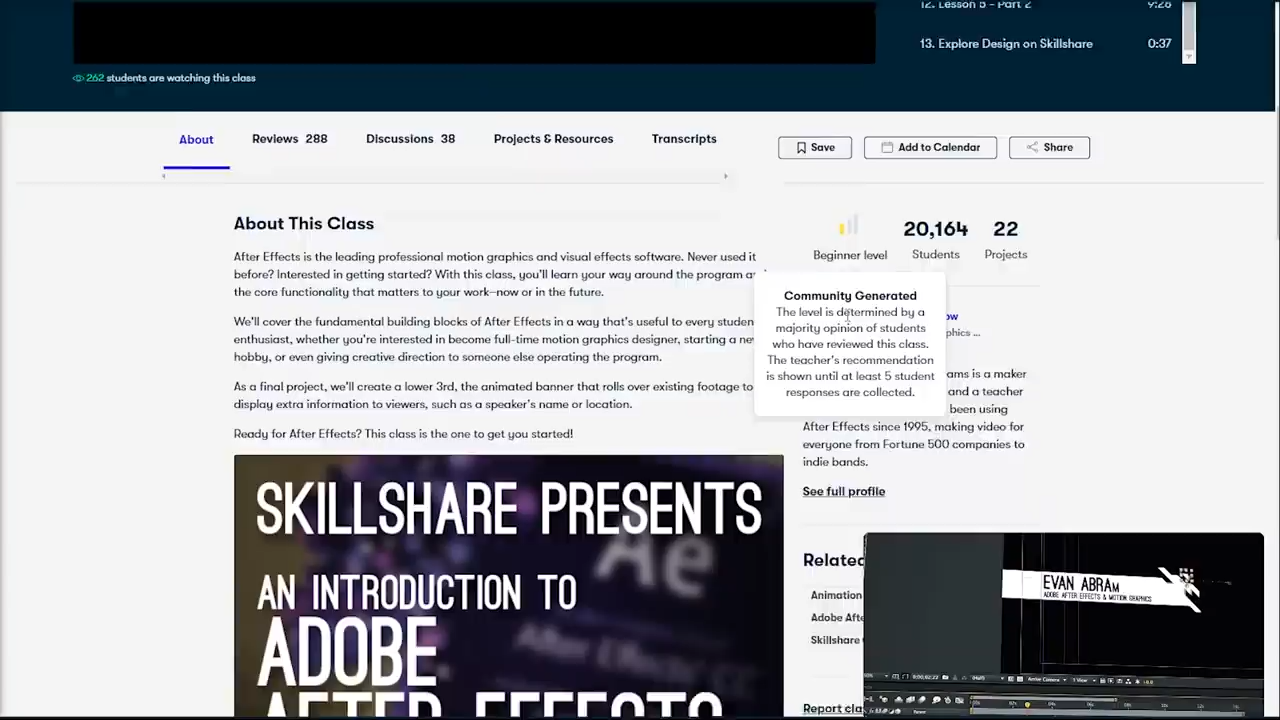 12. Lesson 5 - Part 2 9:26
13. Explore Design on Skillshare 0:37
262 students are watching this class
About Reviews 288 Discussions 38 Projects & Resources Transcripts
Save Add to Calendar Share
About This Class
After Effects is the leading professional motion graphics and visual effects software. Never used it
before? Interested in getting started? With this class, you'll learn your way around the program
the core functionality that matters to your work–now or in the future.
We'll cover the fundamental building blocks of After Effects in a way that's useful to every
enthusiast, whether you're interested in become full-time motion graphics designer, starting a
hobby, or even giving creative direction to someone else operating the program.
As a final project, we'll create a lower 3rd, the animated banner that rolls over existing footage to
display extra information to viewers, such as a speaker's name or location.
Ready for After Effects? This class is the one to get you started!
SKILLSHARE PRESENTS
AN INTRODUCTION TO
ADOBE
AFTER EFFECTS
Ae
After Effects CC
Beginner level
20,164
Students
22
Projects
Community Generated
The level is determined by a
majority opinion of students
who have reviewed this class.
The teacher's recommendation
is shown until at least 5 student
responses are collected.
is a maker
and a teacher
been using
After Effects since 1995, making video for
everyone from Fortune 500 companies to
indie bands.
See full profile
Related
Animation
Adobe
Skillshare
Report
EVAN ABRAM
ADOBE AFTER EFFECTS & MOTION GRAPHICS